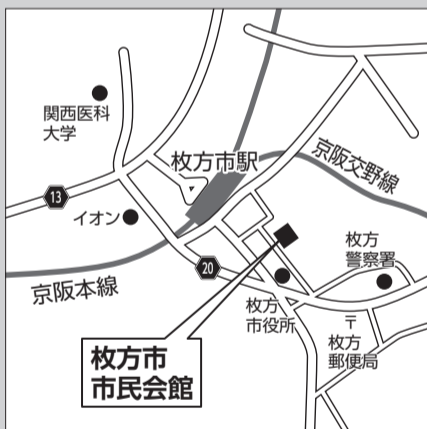 関西医科
大学
枚方市駅
京阪交野線
13
イオン
20
枚方
警察署
京阪本線
枚方
市役所
〒
枚方
郵便局
枚方市
市民会館